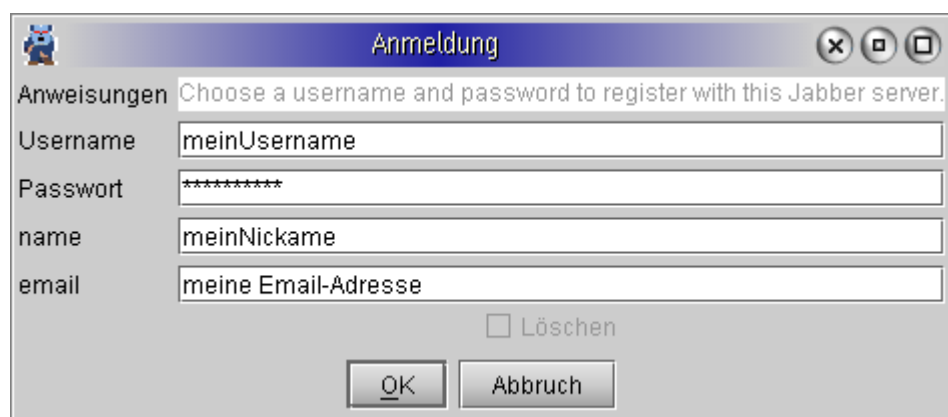 Anmeldung
Anweisungen Choose a username and password to register with this Jabber server.
Username meinUsername
Passwort **********
name meinNickame
email meine Email-Adresse
Löschen
OK Abbruch